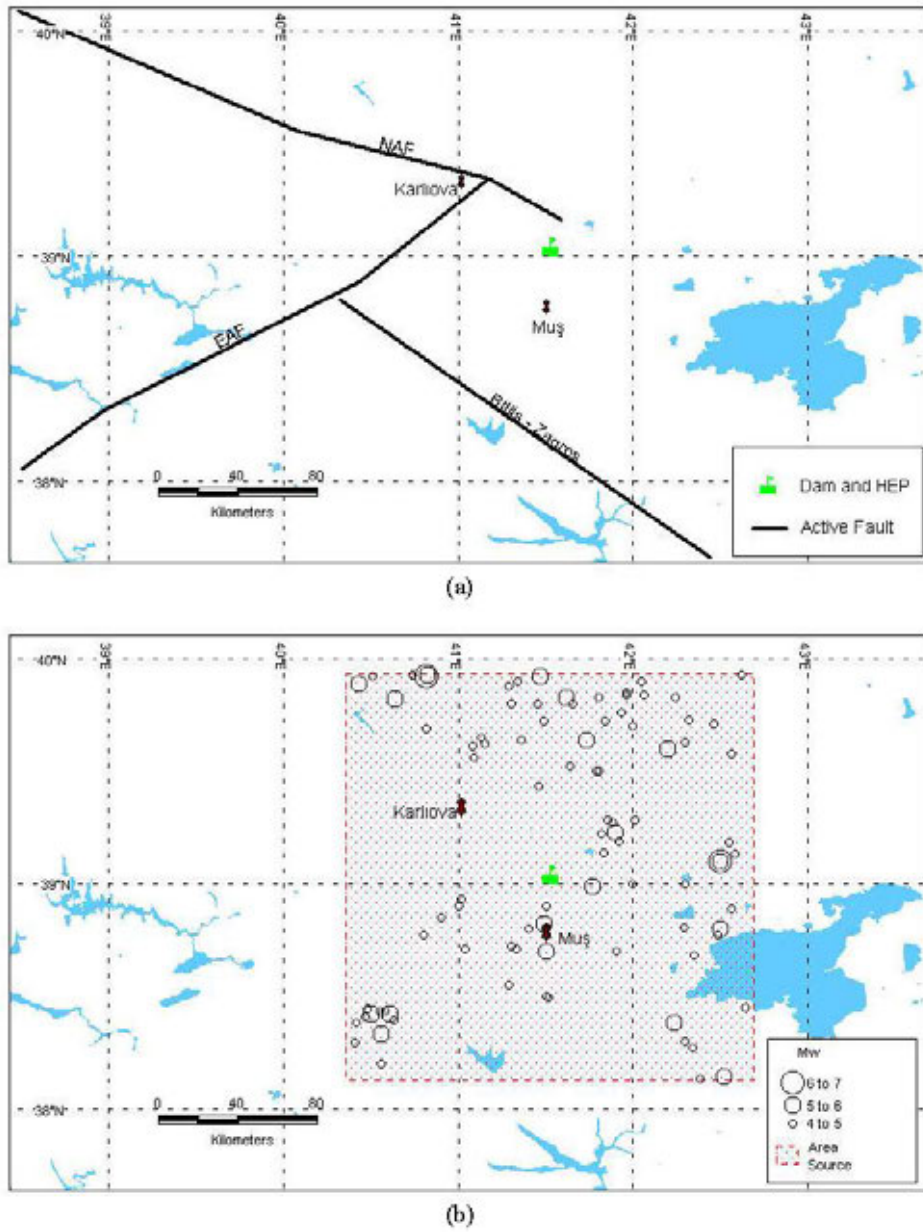 39°E 40°E 41°E 42°E 43°E
40°N
NAF
Karlıova
39°N
Muş
EAF
Bitlis - Zagros
38°N
0 40 80
Kilometers
Dam and HEP
Active Fault
(a)
39°E 40°E 41°E 42°E 43°E
40°N
Karlıova
39°N
Muş
38°N
0 40 80
Kilometers
Mw
6 to 7
5 to 6
4 to 5
Area
Source
(b)